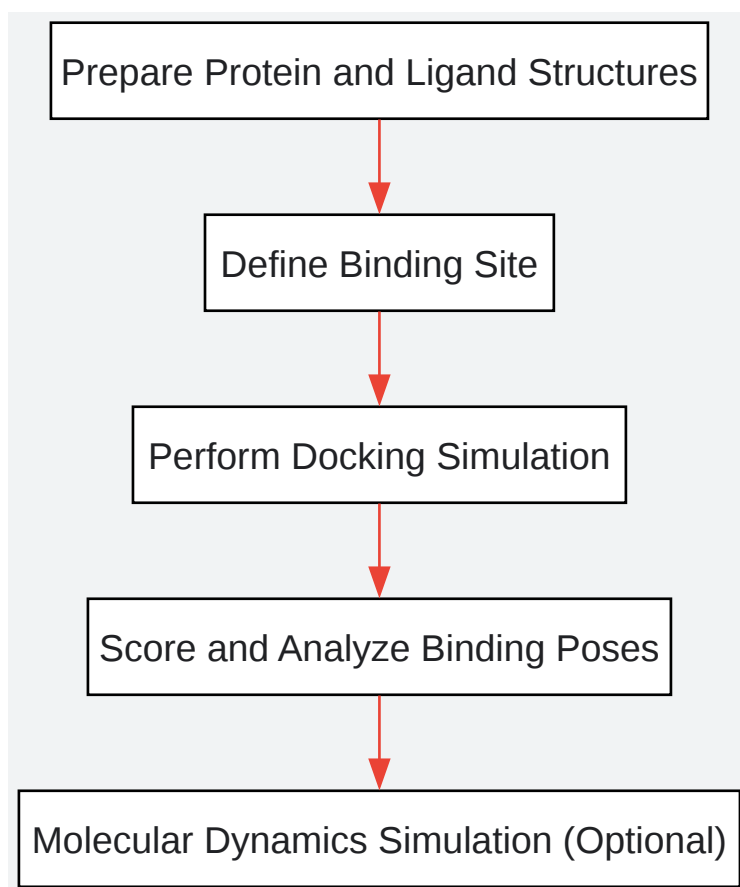 Prepare Protein and Ligand Structures
Define Binding Site
Perform Docking Simulation
Score and Analyze Binding Poses
Molecular Dynamics Simulation (Optional)